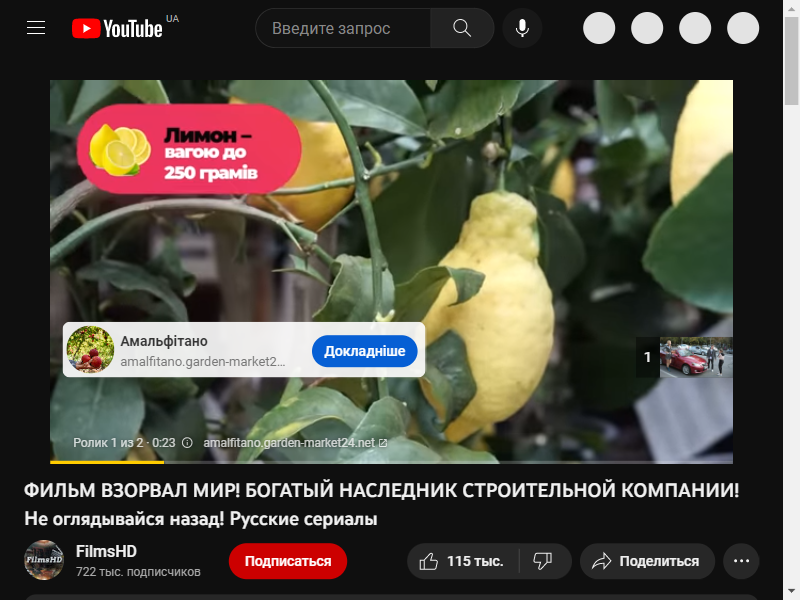 YouTube UA
Введите запрос
Лимон –
вагою до
250 грамів
Амальфітано
amalfitano.garden-market2...
Докладніше
1
Ролик 1 из 2 · 0:23
amalfitano.garden-market24.net
ФИЛЬМ ВЗОРВАЛ МИР! БОГАТЫЙ НАСЛЕДНИК СТРОИТЕЛЬНОЙ КОМПАНИИ!
Не оглядывайся назад! Русские сериалы
FilmsHD
FilmsHD
722 тыс. подписчиков
Подписаться
115 тыс.
Поделиться